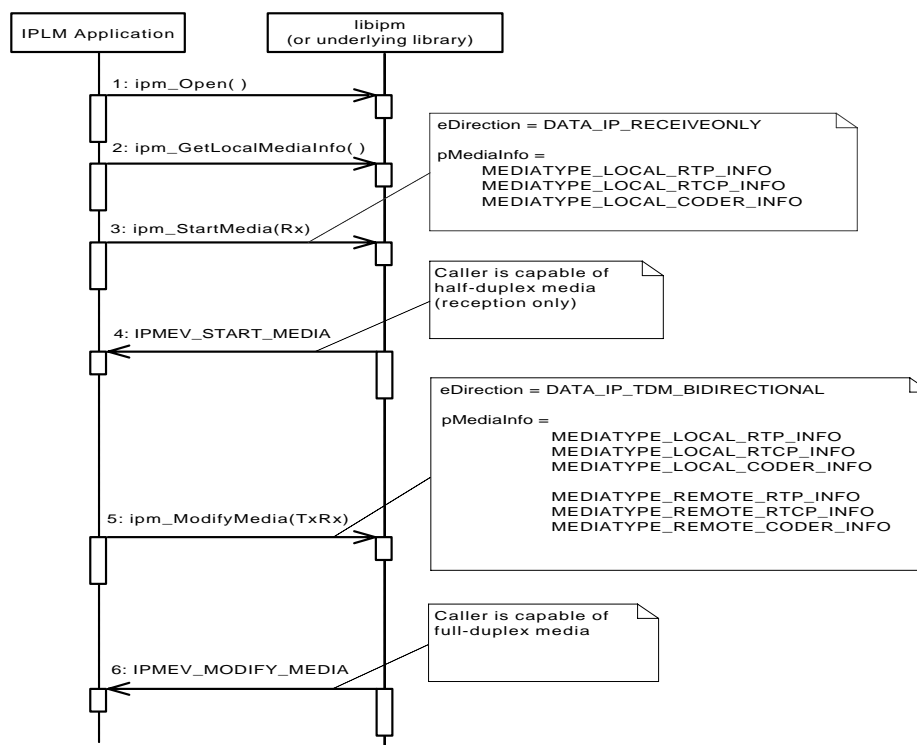 IPLM Application
libipm
(or underlying library)
1: ipm_Open( )
eDirection = DATA_IP_RECEIVEONLY
pMediaInfo =
MEDIATYPE_LOCAL_RTP_INFO
MEDIATYPE_LOCAL_RTCP_INFO
MEDIATYPE_LOCAL_CODER_INFO
2: ipm_GetLocalMediaInfo( )
3: ipm_StartMedia(Rx)
Caller is capable of
half-duplex media
(reception only)
4: IPMEV_START_MEDIA
eDirection = DATA_IP_TDM_BIDIRECTIONAL
pMediaInfo =
MEDIATYPE_LOCAL_RTP_INFO
MEDIATYPE_LOCAL_RTCP_INFO
MEDIATYPE_LOCAL_CODER_INFO
MEDIATYPE_REMOTE_RTP_INFO
MEDIATYPE_REMOTE_RTCP_INFO
MEDIATYPE_REMOTE_CODER_INFO
5: ipm_ModifyMedia(TxRx)
Caller is capable of
full-duplex media
6: IPMEV_MODIFY_MEDIA